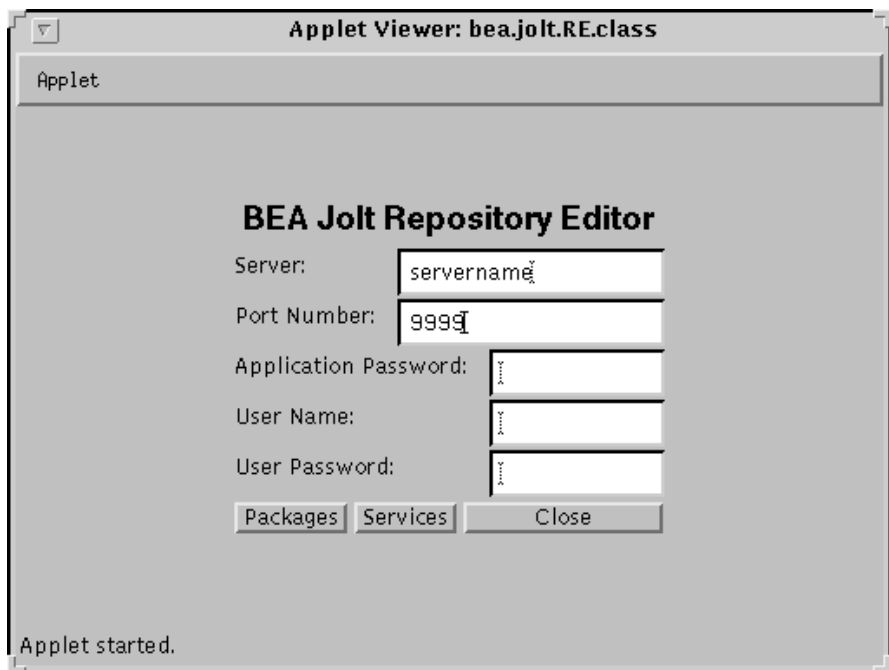 Applet Viewer: bea.jolt.RE.class
Applet
BEA Jolt Repository Editor
Server: servername
Port Number: 9999
Application Password:
User Name:
User Password:
Packages Services Close
Applet started.